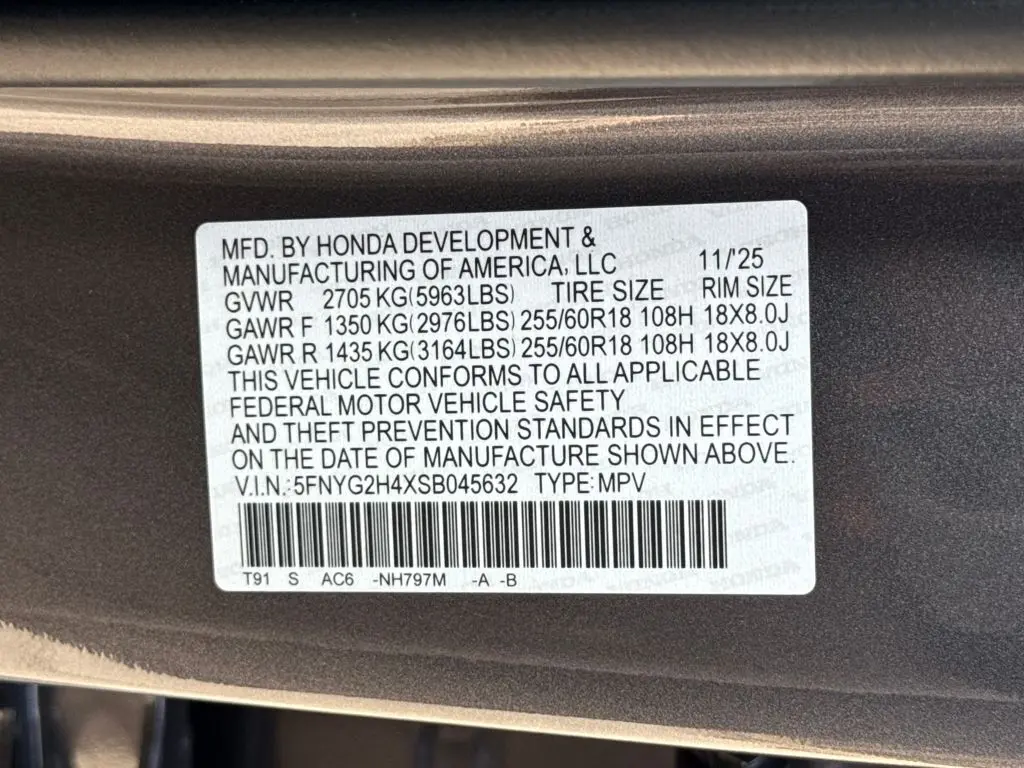 MFD. BY HONDA DEVELOPMENT &
MANUFACTURING OF AMERICA, LLC 11/'25
GVWR 2705 KG(5963LBS) TIRE SIZE RIM SIZE
GAWR F 1350 KG(2976LBS) 255/60R18 108H 18X8.0J
GAWR R 1435 KG(3164LBS) 255/60R18 108H 18X8.0J
THIS VEHICLE CONFORMS TO ALL APPLICABLE
FEDERAL MOTOR VEHICLE SAFETY
AND THEFT PREVENTION STANDARDS IN EFFECT
ON THE DATE OF MANUFACTURE SHOWN ABOVE.
V.I.N.: 5FNYG2H4XSB045632 TYPE: MPV
T91 S AC6 -NH797M -A -B